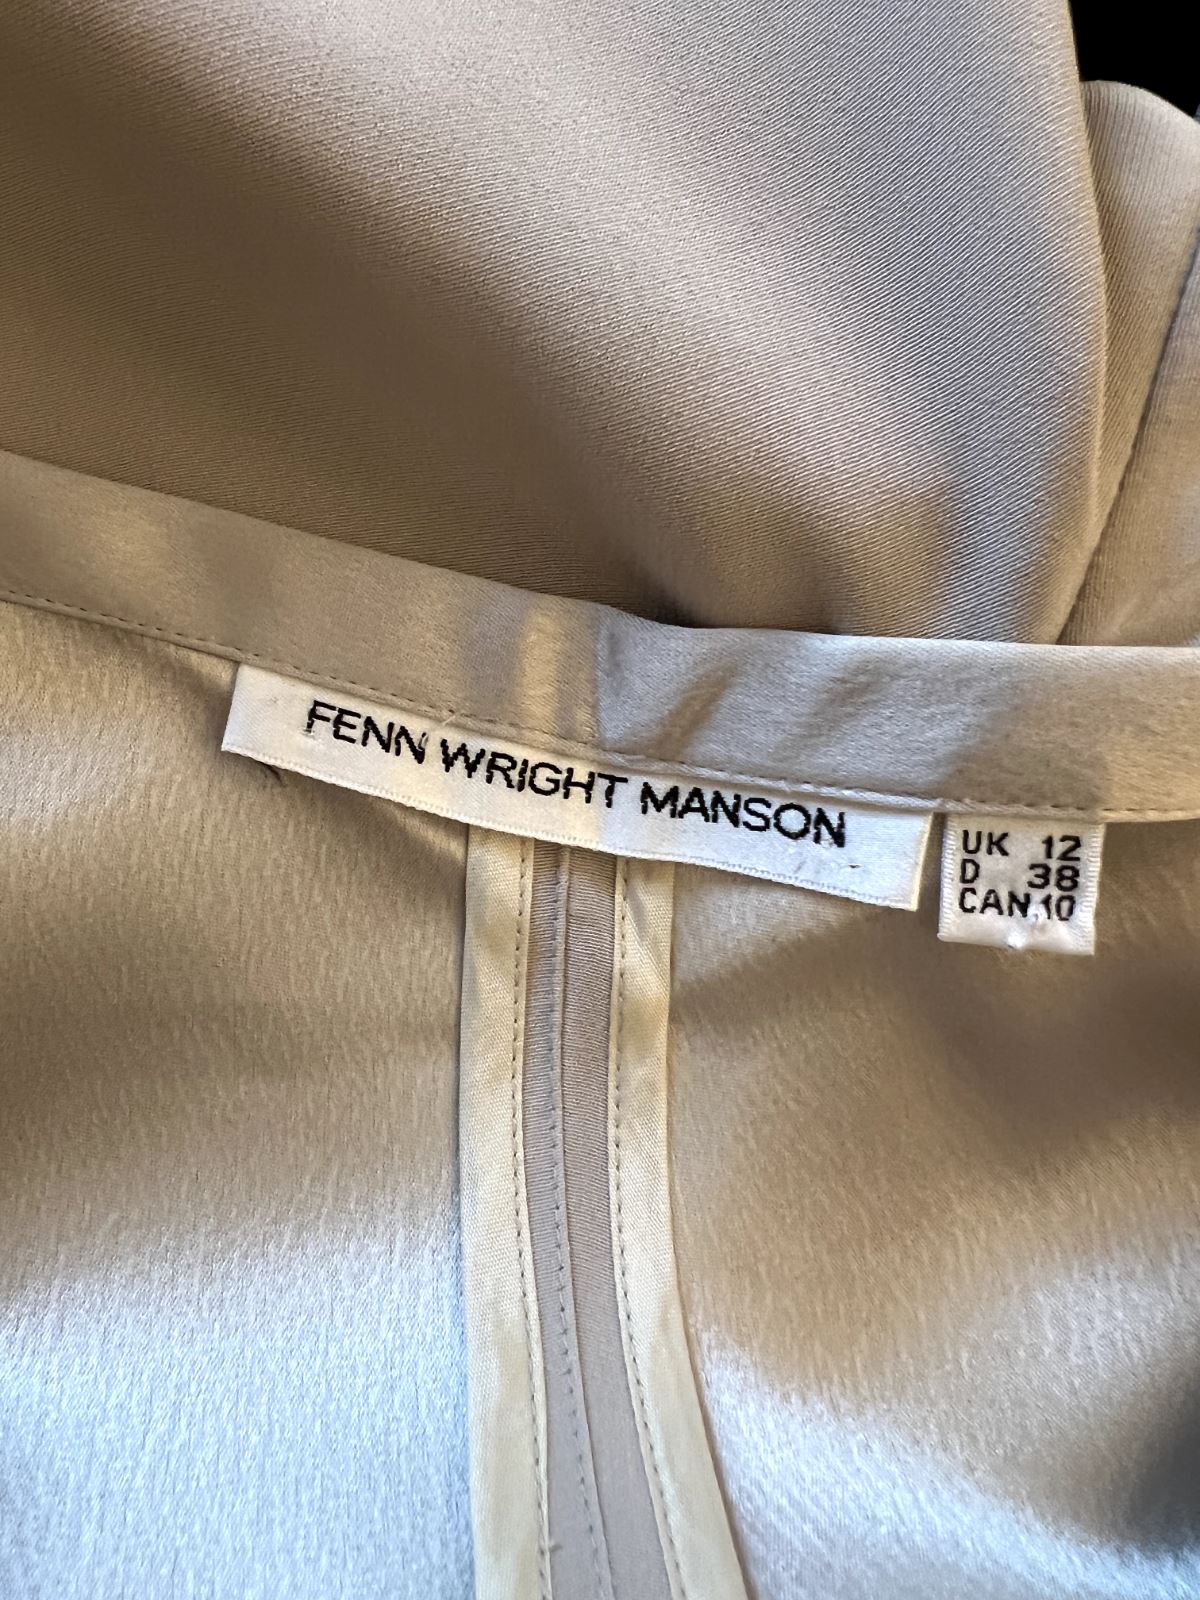 FENN WRIGHT MANSON
UK 12
D 38
CAN 10